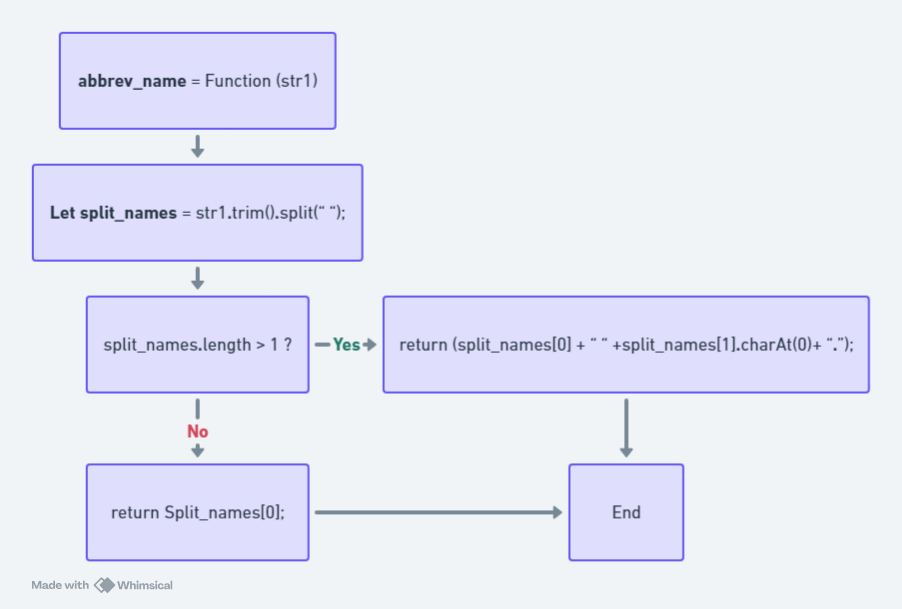 abbrev_name = Function (str1)
Let split_names = str1.trim().split(“ “);
split_names.length > 1 ?
Yes
return (split_names[0] + “ “ +split_names[1].charAt(0)+ “.”);
No
return Split_names[0];
End
Made with Whimsical